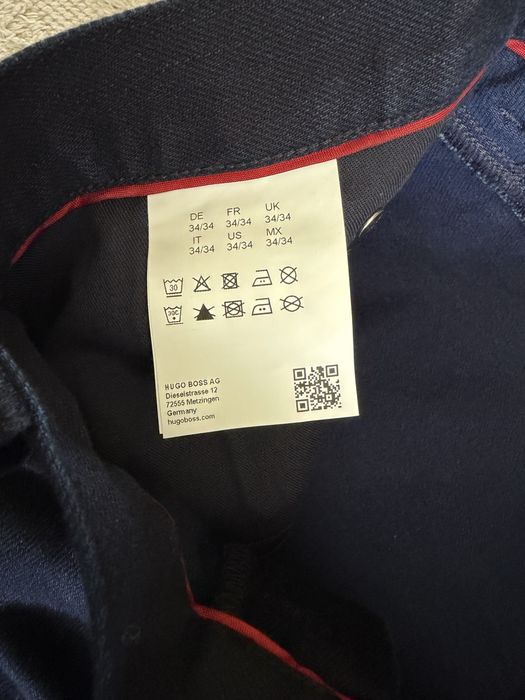 DE FR UK
34/34 34/34 34/34
IT US MX
34/34 34/34 34/34
30
30C
HUGO BOSS AG
Dieselstrasse 12
72555 Metzingen
Germany
hugoboss.com